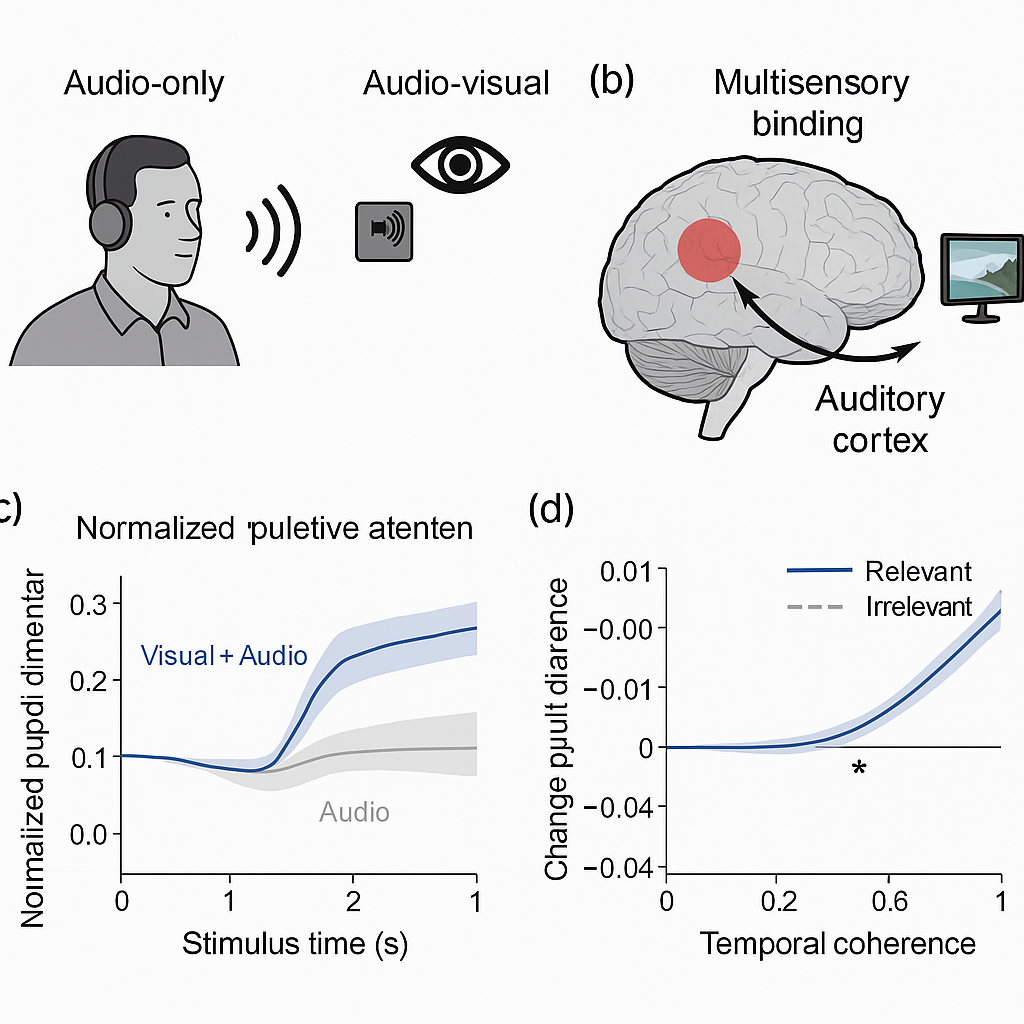 Audio-only
Audio-visual
(b)
Multisensory
binding
Auditory
cortex
c)
Normalized puletive atenten
Nomaiized pupdi dimentar
0.3
0.2
0.1
0.0
Visual + Audio
Audio
0
1
2
1
Stimulus time (s)
(d)
Change ppult diarence
0.01
−0.00
−0.01
0
−0.04
−0.04
Relevant
Irrelevant
*
0
0.2
0.6
1
Temporal coherence